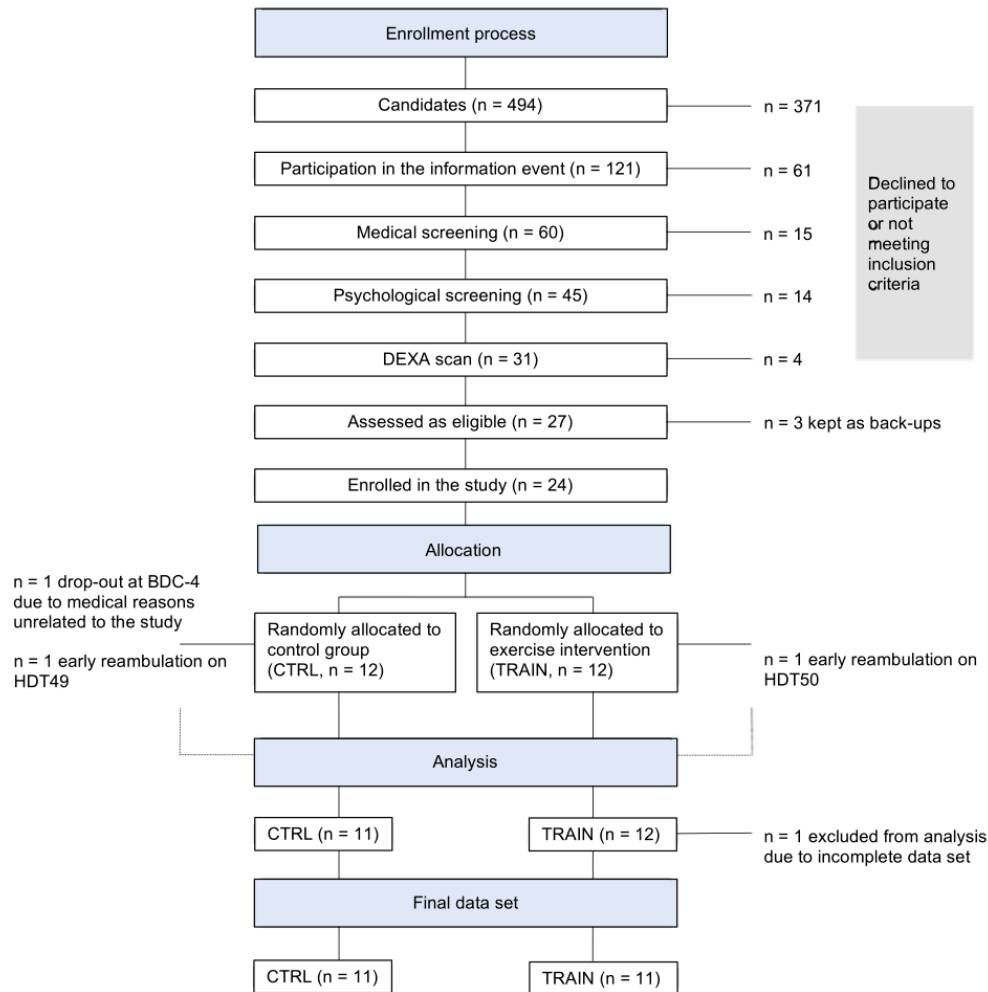 Enrollment process
Candidates (n = 494)
n = 371
Participation in the information event (n = 121)
n = 61
Declined to
participate
or not
meeting
inclusion
criteria
Medical screening (n = 60)
n = 15
Psychological screening (n = 45)
n = 14
DEXA scan (n = 31)
n = 4
Assessed as eligible (n = 27)
n = 3 kept as back-ups
Enrolled in the study (n = 24)
Allocation
n = 1 drop-out at BDC-4
due to medical reasons
unrelated to the study
n = 1 early reambulation on
HDT49
Randomly allocated to
control group
(CTRL, n = 12)
Randomly allocated to
exercise intervention
(TRAIN, n = 12)
n = 1 early reambulation on
HDT50
Analysis
CTRL (n = 11)
TRAIN (n = 12)
n = 1 excluded from analysis
due to incomplete data set
Final data set
CTRL (n = 11)
TRAIN (n = 11)